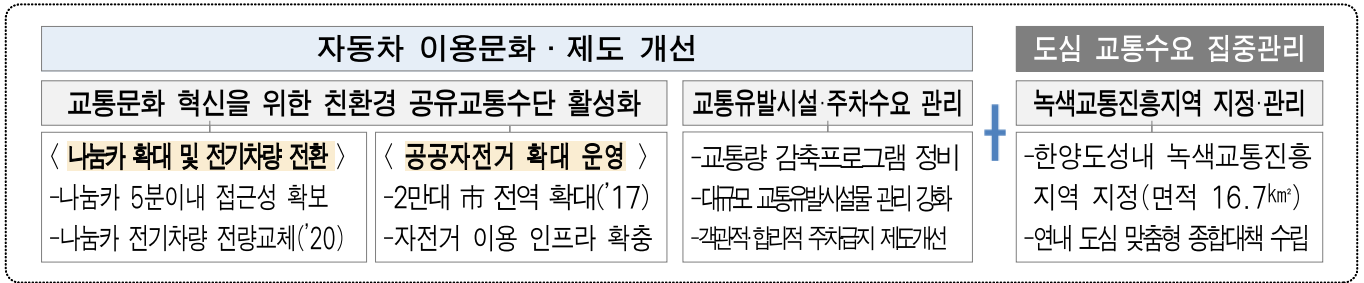 자동차 이용문화 · 제도 개선
교통문화 혁신을 위한 친환경 공유교통수단 활성화
〈 나눔카 확대 및 전기차량 전환 〉
-나눔카 5분이내 접근성 확보
-나눔카 전기차량 전량교체('20)
〈 공공자전거 확대 운영 〉
-2만대 市 전역 확대('17)
-자전거 이용 인프라 확충
교통유발시설·주차수요 관리
-교통량 감축프로그램 정비
-대규모 교통유발시설물 관리 강화
-객관적·합리적 주차급지 제도개선
도심 교통수요 집중관리
녹색교통진흥지역 지정·관리
-한양도성내 녹색교통진흥
지역 지정(면적 16.7㎢)
-연내 도심 맞춤형 종합대책 수립